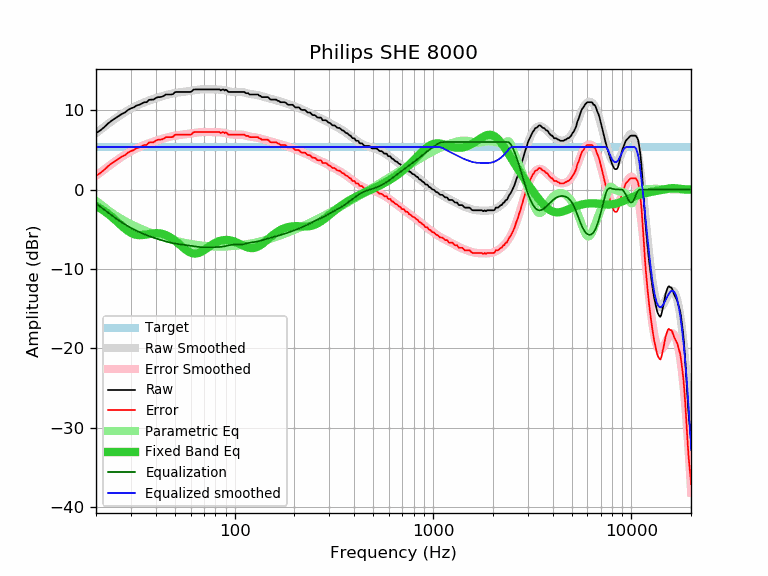 Philips SHE 8000
Amplitude (dBr)
10
0
−10
−20
−30
−40
Target
Raw Smoothed
Error Smoothed
Raw
Error
Parametric Eq
Fixed Band Eq
Equalization
Equalized smoothed
100
1000
10000
Frequency (Hz)